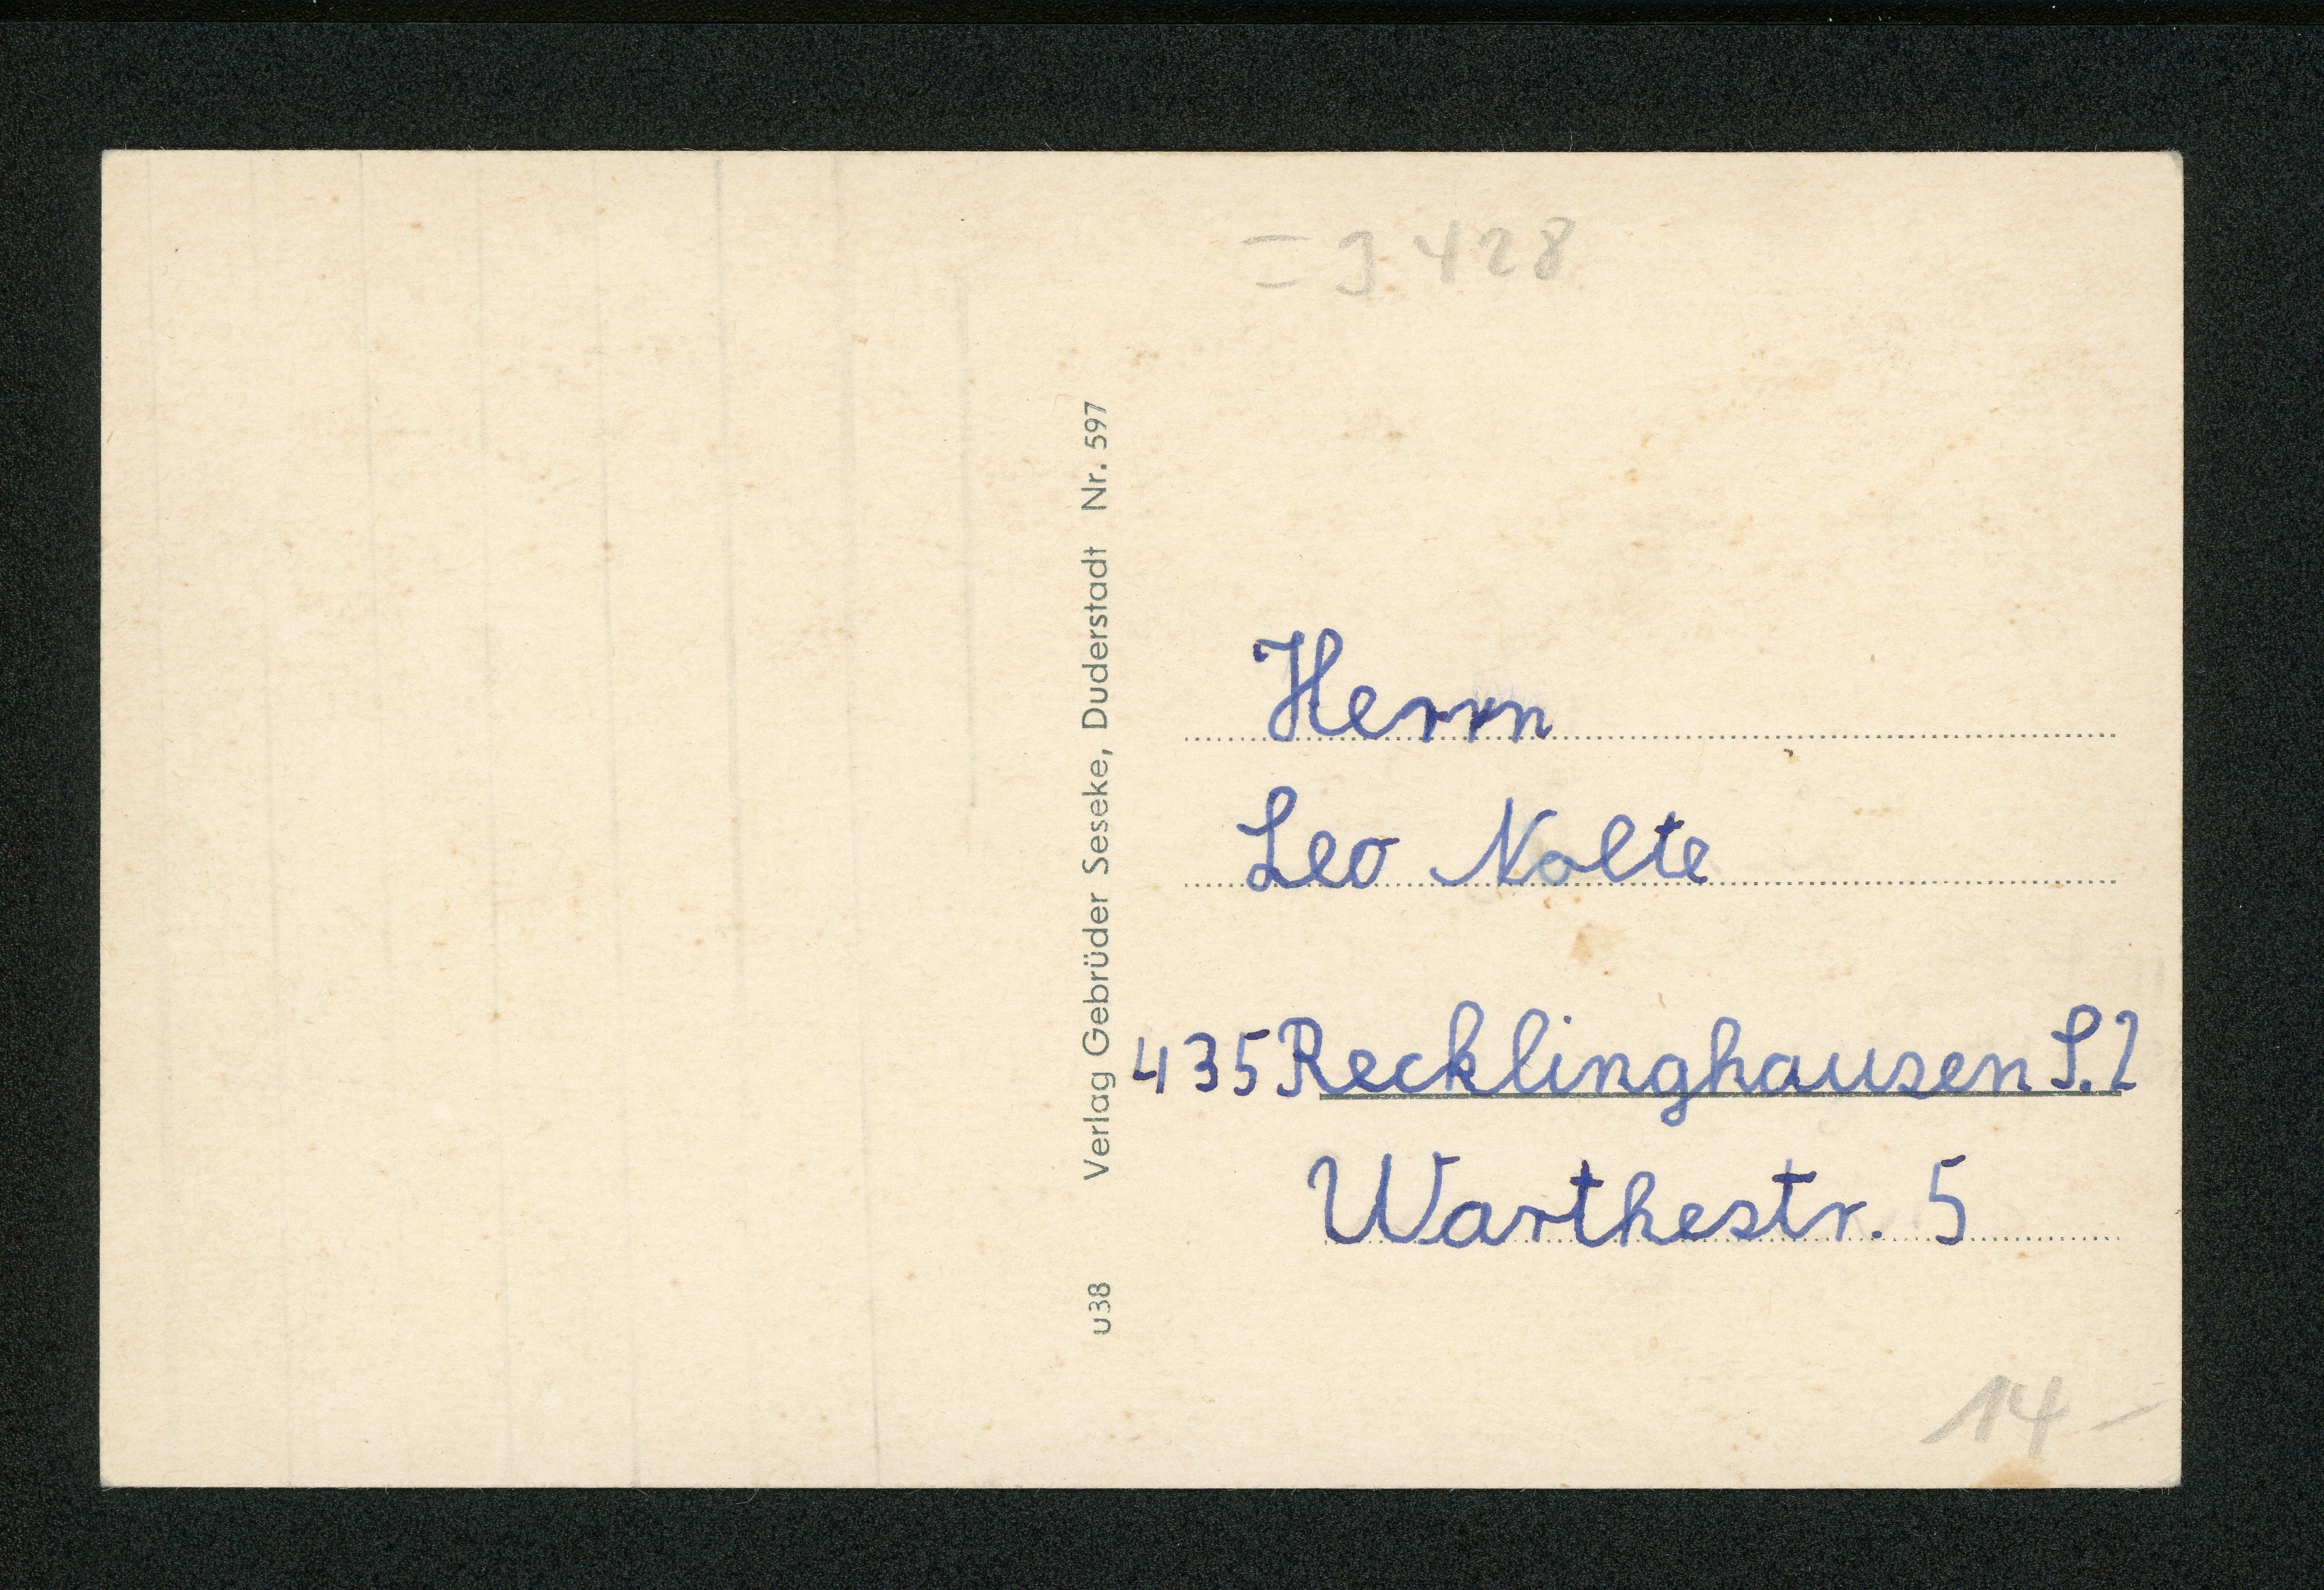 = J 428
u38 Verlag Gebrüder Seseke, Duderstadt Nr. 597
Herrn
Leo Nolte
435 Recklinghausen S.2
Warthestr. 5
14 –